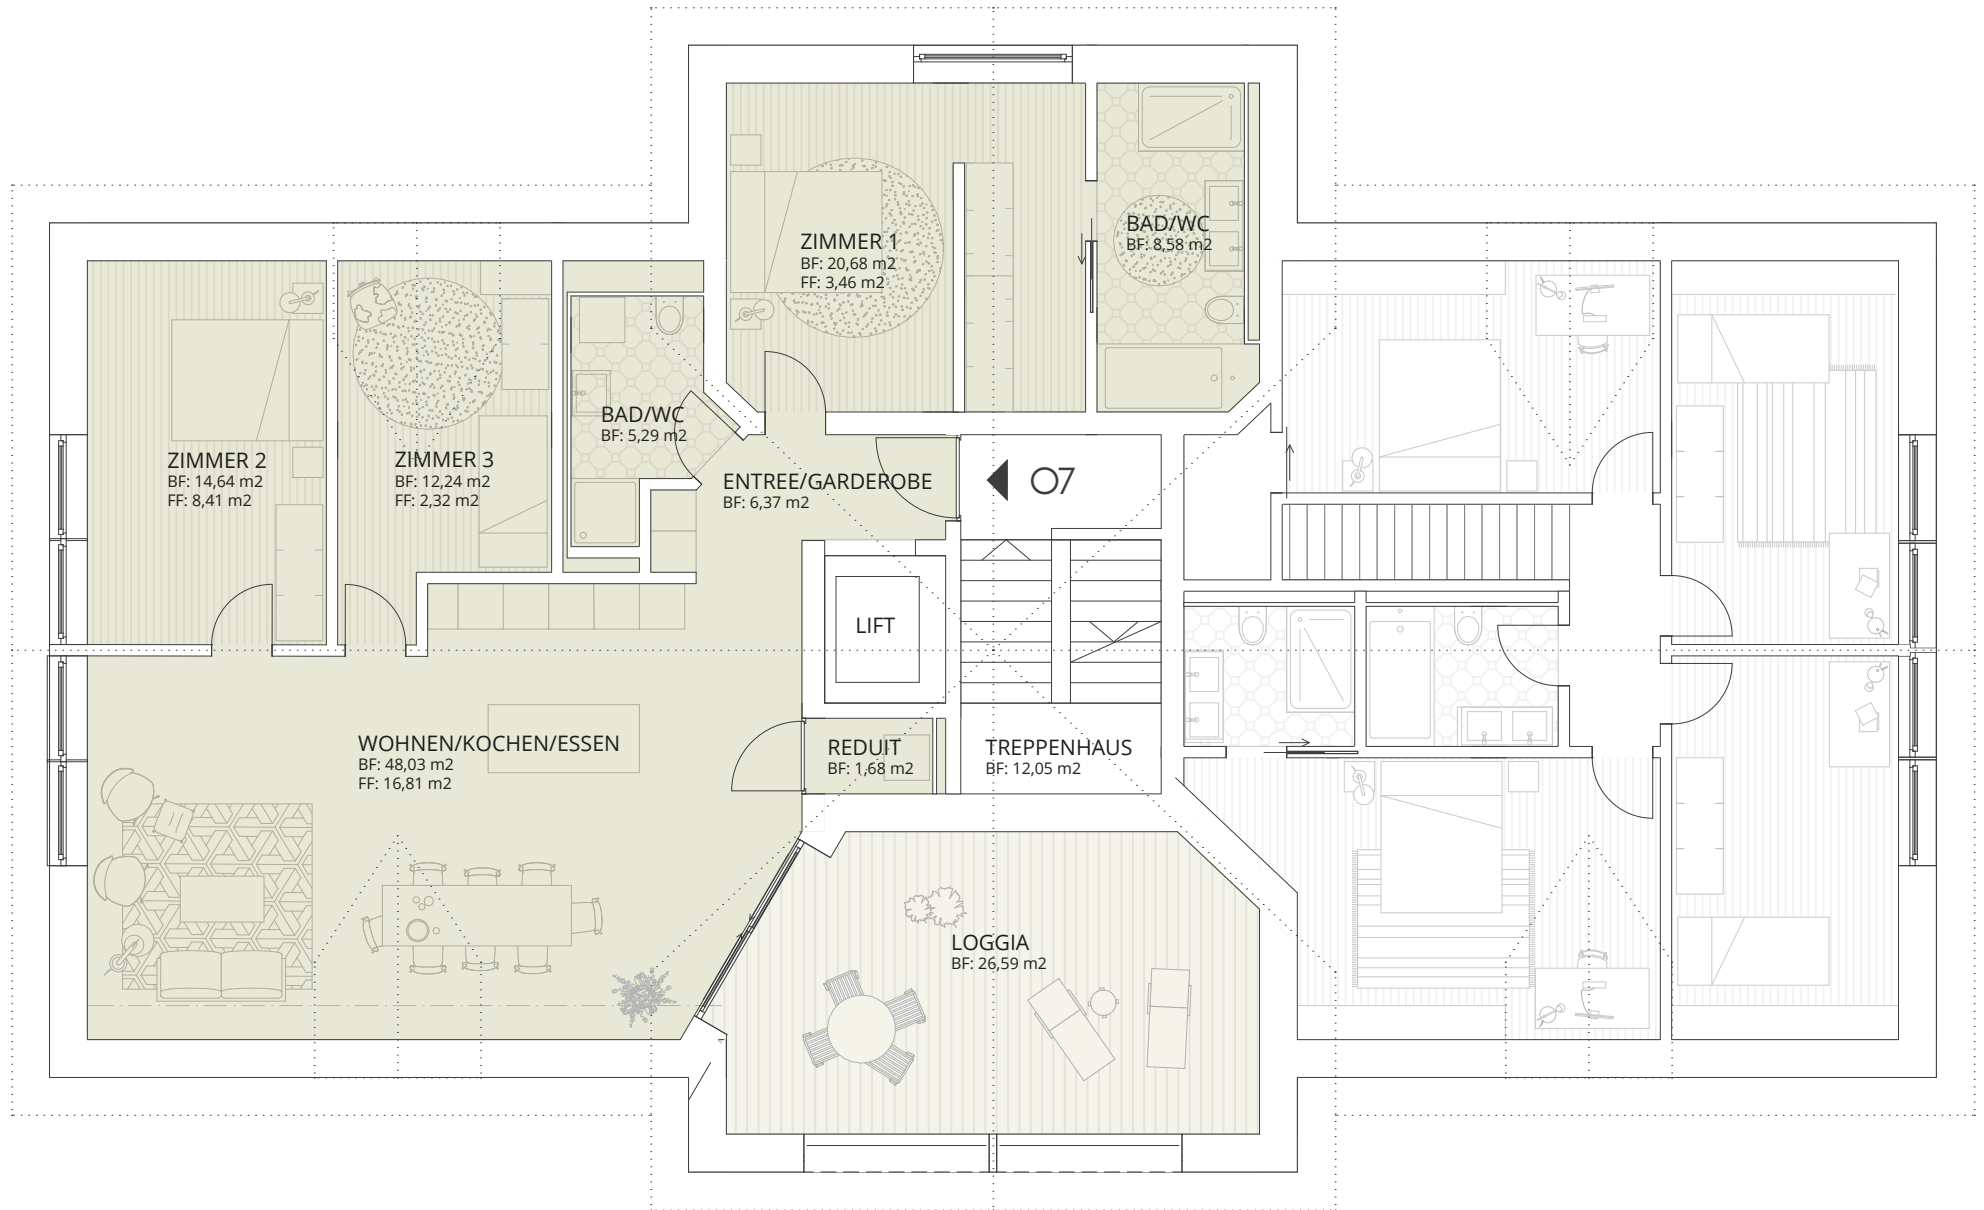 ZIMMER 1
BF: 20,68 m2
FF: 3,46 m2
BAD/WC
BF: 8,58 m2
BAD/WC
BF: 5,29 m2
ZIMMER 2
BF: 14,64 m2
FF: 8,41 m2
ZIMMER 3
BF: 12,24 m2
FF: 2,32 m2
ENTREE/GARDEROBE
BF: 6,37 m2
07
LIFT
WOHNEN/KOCHEN/ESSEN
BF: 48,03 m2
FF: 16,81 m2
REDUIT
BF: 1,68 m2
TREPPENHAUS
BF: 12,05 m2
LOGGIA
BF: 26,59 m2